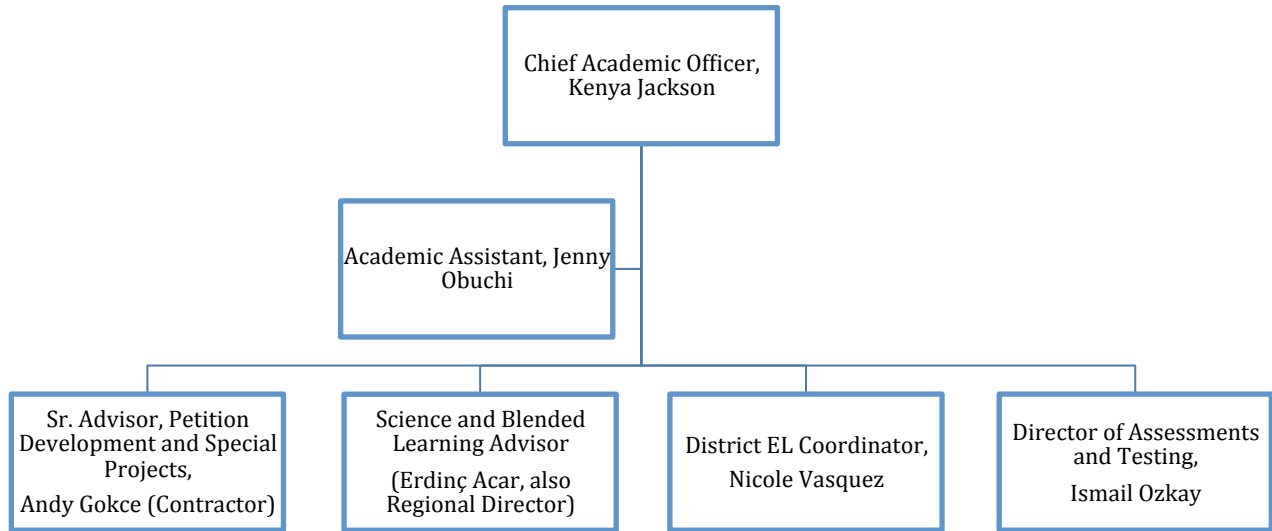 Chief Academic Officer,
Kenya Jackson
Academic Assistant, Jenny
Obuchi
Sr. Advisor, Petition
Development and Special
Projects,
Andy Gokce (Contractor)
Science and Blended
Learning Advisor
(Erdinç Acar, also
Regional Director)
District EL Coordinator,
Nicole Vasquez
Director of Assessments
and Testing,
Ismail Ozkay